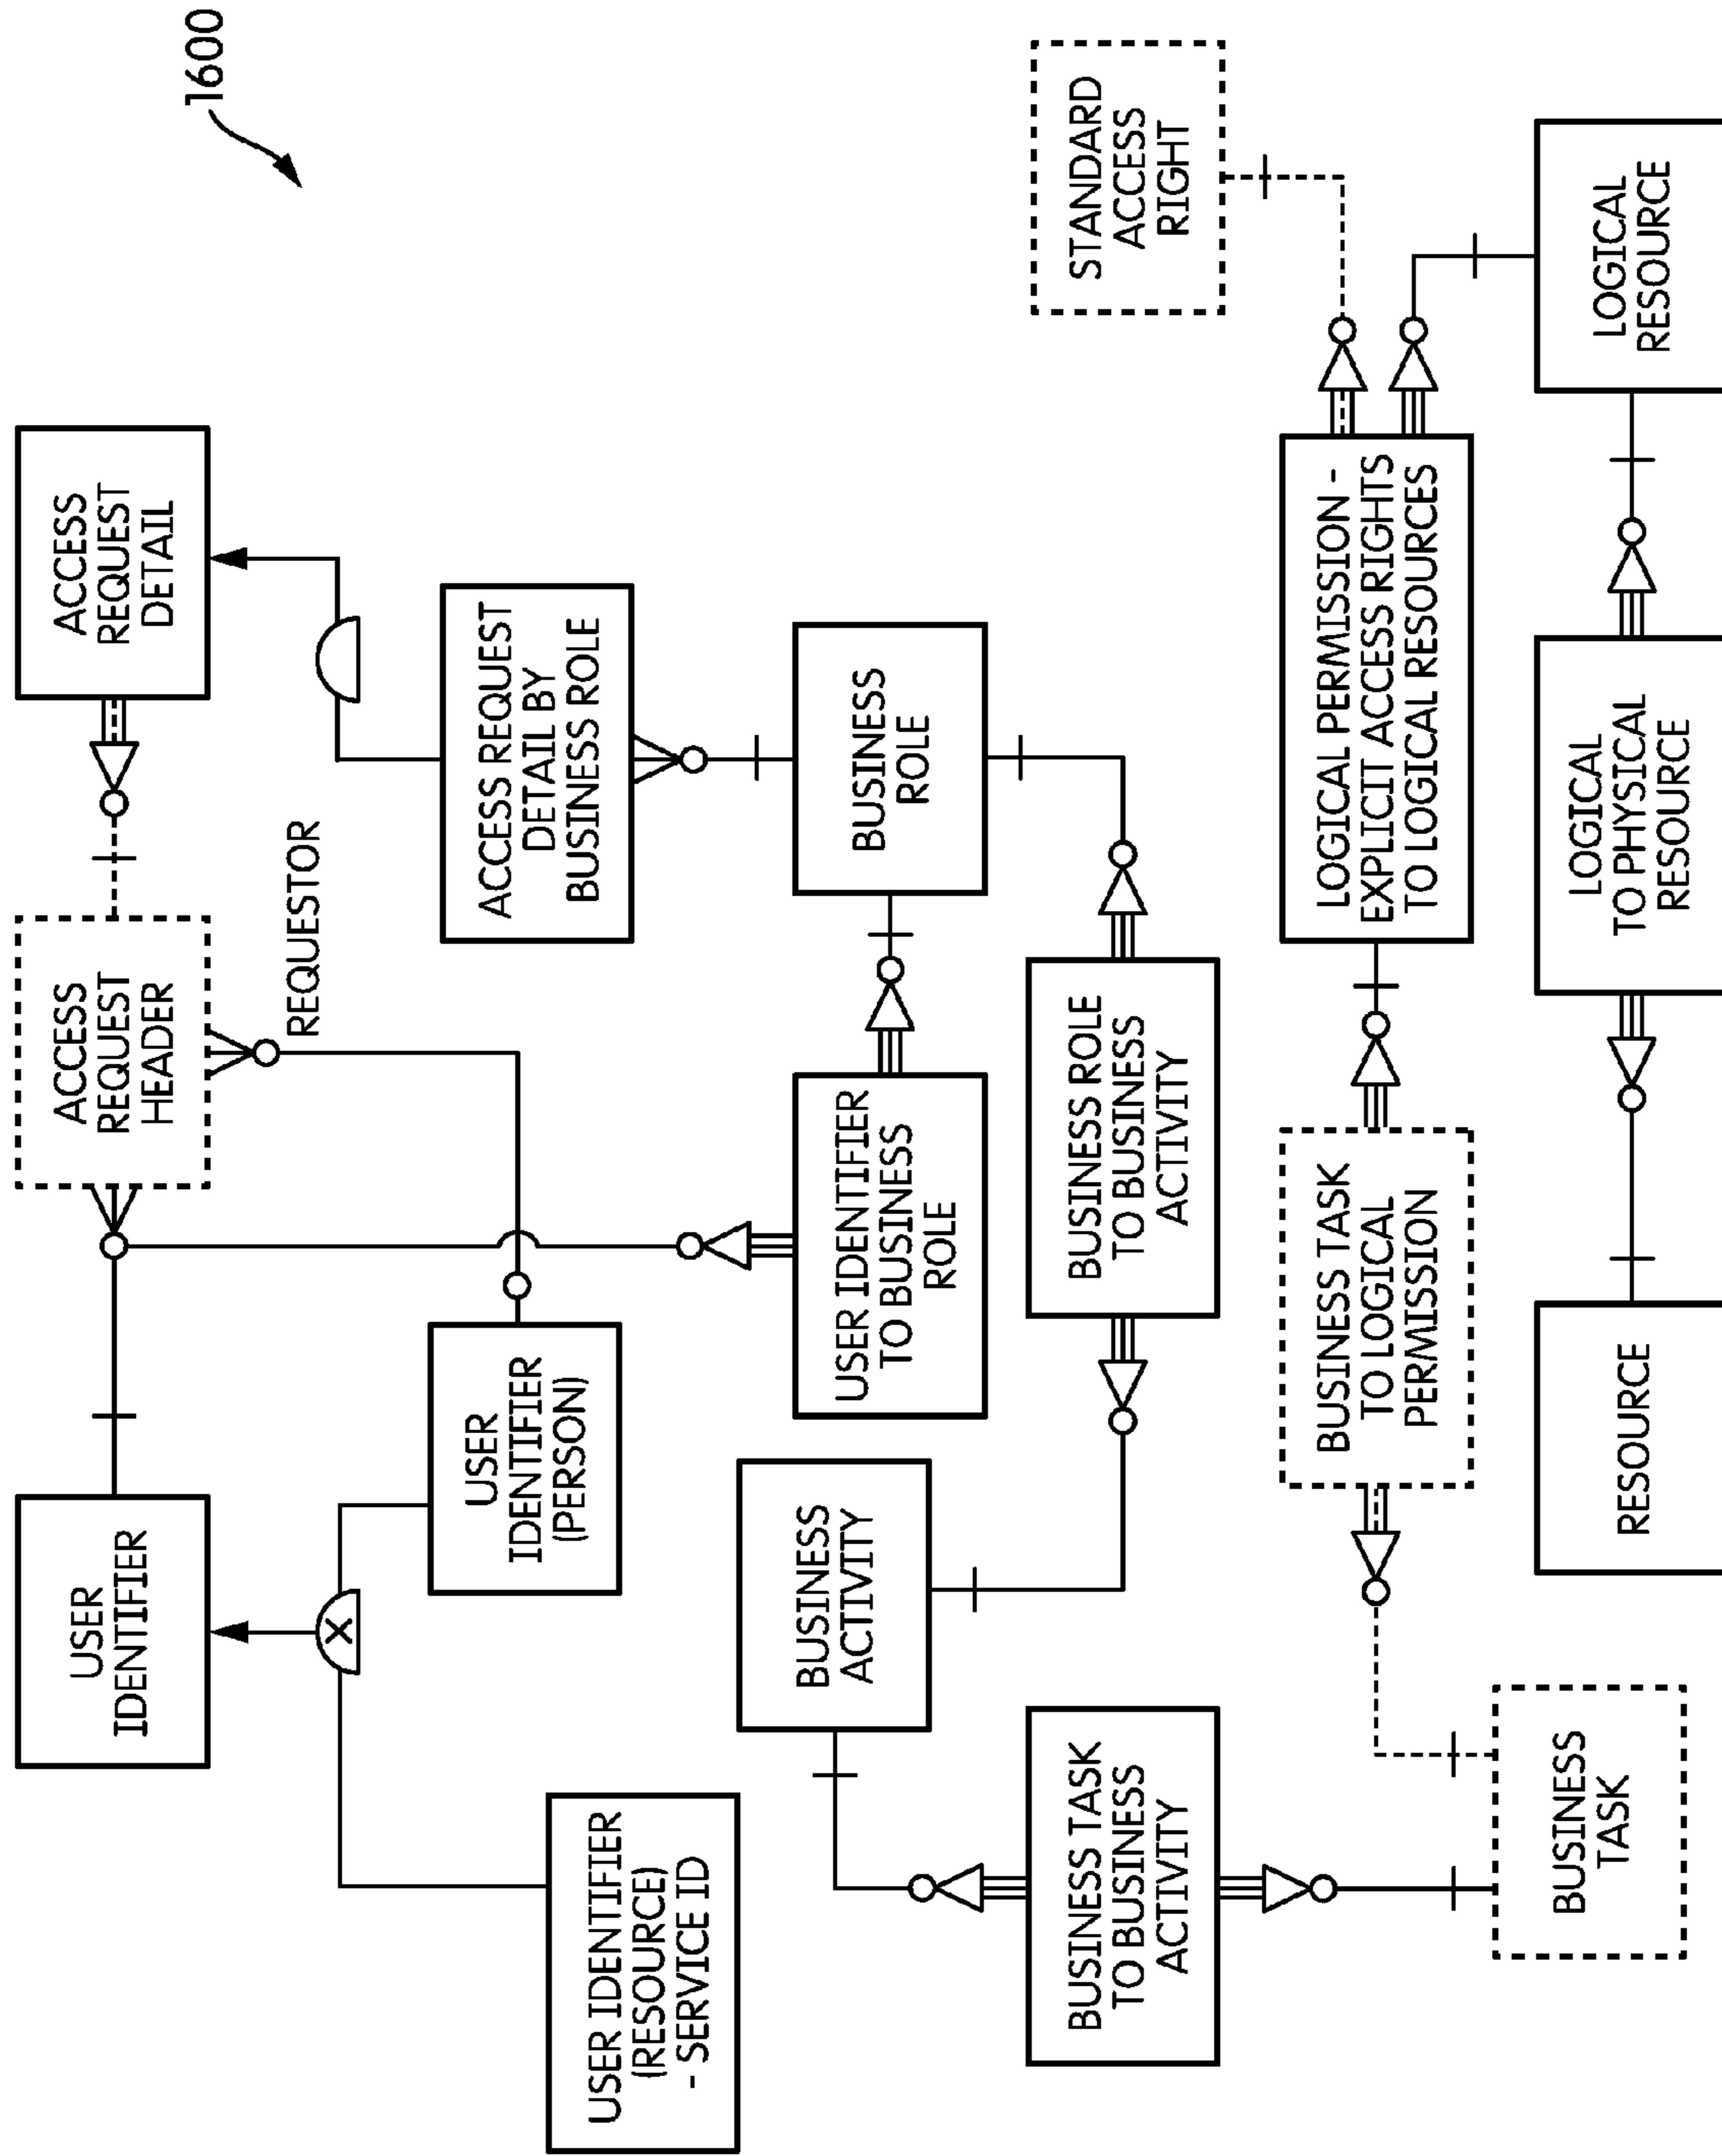 1600
USER
IDENTIFIER
ACCESS
REQUEST
HEADER
ACCESS
REQUEST
DETAIL
REQUESTOR
USER
IDENTIFIER
(PERSON)
USER IDENTIFIER
(RESOURCE)
- SERVICE ID
ACCESS REQUEST
DETAIL BY
BUSINESS ROLE
BUSINESS
ACTIVITY
USER IDENTIFIER
TO BUSINESS
ROLE
BUSINESS
ROLE
BUSINESS TASK
TO BUSINESS
ACTIVITY
BUSINESS ROLE
TO BUSINESS
ACTIVITY
STANDARD
ACCESS
RIGHT
BUSINESS TASK
TO LOGICAL
PERMISSION
LOGICAL PERMISSION -
EXPLICIT ACCESS RIGHTS
TO LOGICAL RESOURCES
BUSINESS
TASK
RESOURCE
LOGICAL
TO PHYSICAL
RESOURCE
LOGICAL
RESOURCE